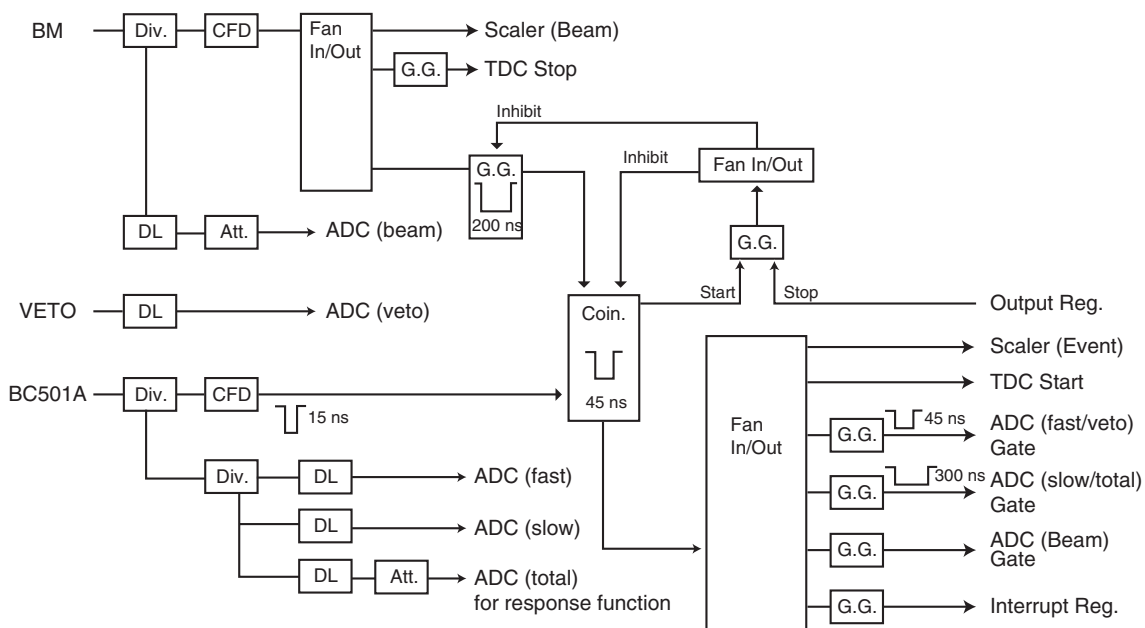 BM
Div.
CFD
Fan
In/Out
Scaler (Beam)
G.G.
TDC Stop
Inhibit
G.G.
200 ns
Inhibit
Fan In/Out
DL
Att.
ADC (beam)
G.G.
Start
Stop
Output Reg.
VETO
DL
ADC (veto)
Coin.
45 ns
BC501A
Div.
CFD
15 ns
Fan
In/Out
Scaler (Event)
TDC Start
G.G.
45 ns
ADC (fast/veto)
Gate
G.G.
300 ns
ADC (slow/total)
Gate
G.G.
ADC (Beam)
Gate
G.G.
Interrupt Reg.
Div.
DL
ADC (fast)
DL
ADC (slow)
DL
Att.
ADC (total)
for response function